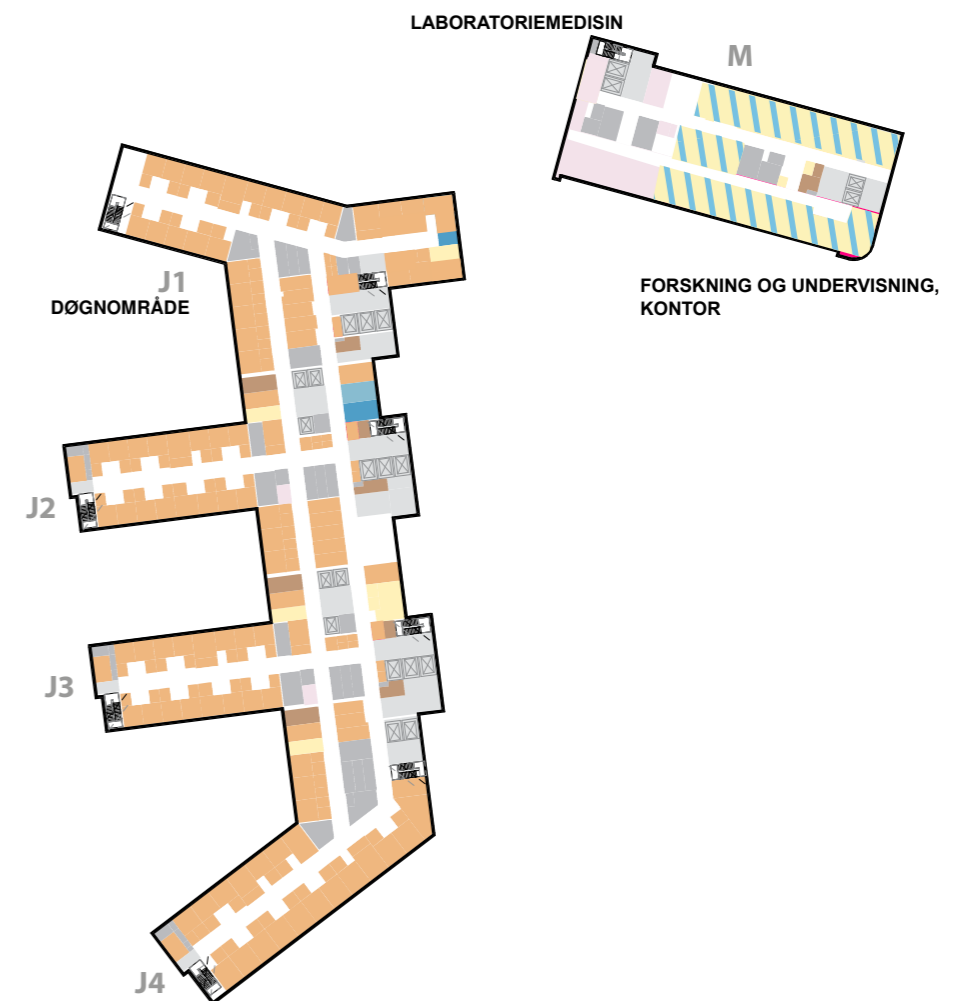 LABORATORIEMEDISIN
M
J1
DØGNOMRÅDE
FORSKNING OG UNDERVISNING,
KONTOR
J2
J3
J4